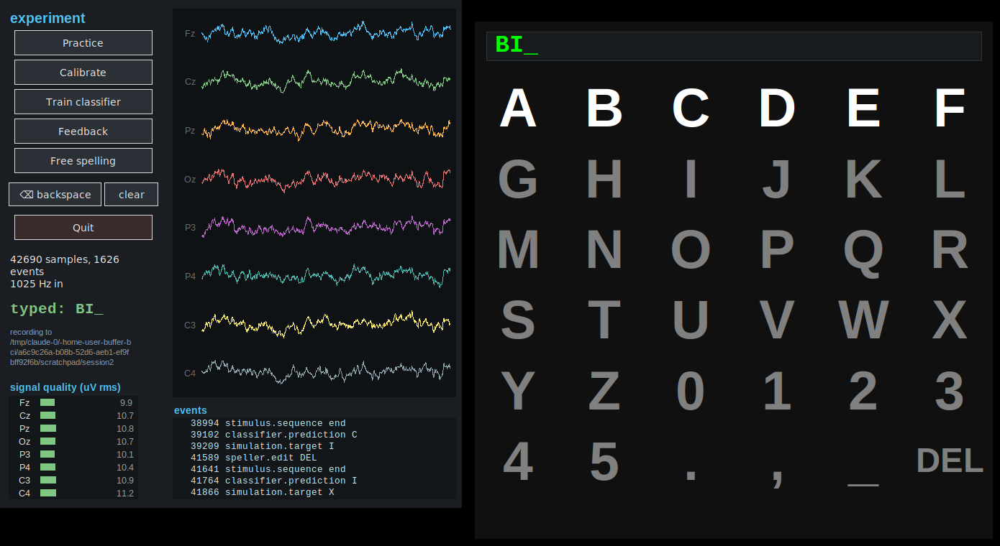 experiment
Practice
Calibrate
Train classifier
Feedback
Free spelling
⌫ backspace
clear
Quit
42690 samples, 1626
events
1025 Hz in
typed: BI_
recording to
/tmp/claude-0/-home-user-buffer-b
ci/a6c9c26a-b08b-52d6-aeb1-ef9f
bff92f6b/scratchpad/session2
signal quality (uV rms)
Fz 9.9
Cz 10.7
Pz 10.8
Oz 10.7
P3 10.1
P4 10.4
C3 10.9
C4 11.2
Fz
Cz
Pz
Oz
P3
P4
C3
C4
events
38994 stimulus.sequence end
39102 classifier.prediction C
39209 simulation.target I
41589 speller.edit DEL
41641 stimulus.sequence end
41764 classifier.prediction I
41866 simulation.target X
BI_
A B C D E F
G H I J K L
M N O P Q R
S T U V W X
Y Z 0 1 2 3
4 5 . , _ DEL